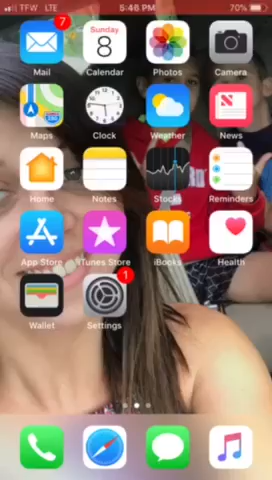 TFW LTE 5:46 PM 70%
7
Sunday
8
Mail Calendar Photos Camera
280
Maps Clock Weather News
Home Notes Stocks Reminders
App Store iTunes Store iBooks Health
1
Wallet Settings